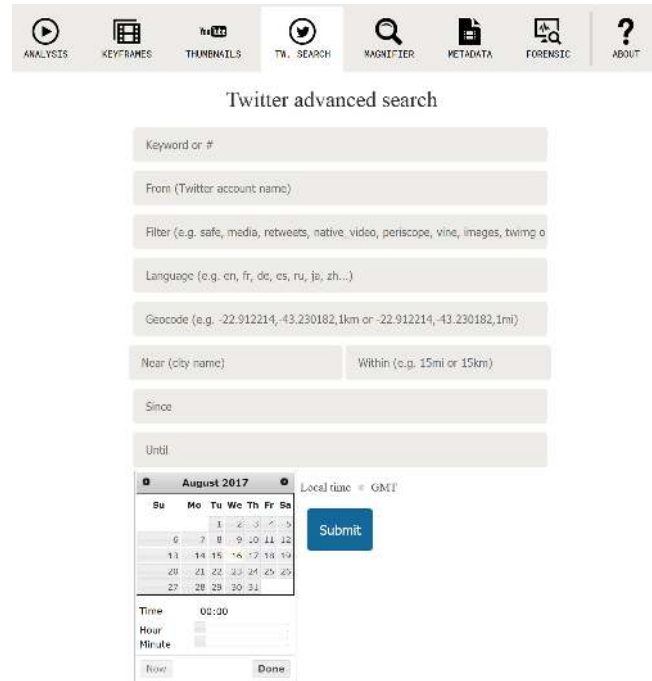 ANALYSIS KEYFRAMES THUMBNAILS TW. SEARCH MAGNIFIER METADATA FORENSIC ABOUT
Twitter advanced search
Keyword or #
From (Twitter account name)
Filter (e.g. safe, media, retweets, native_video, periscope, vine, images, twimg o
Language (e.g. en, fr, de, es, ru, ja, zh...)
Geocode (e.g. -22.912214,-43.230182,1km or -22.912214,-43.230182,1mi)
Near (city name) Within (e.g. 15mi or 15km)
Since
Until
August 2017 Local time GMT
Su Mo Tu We Th Fr Sa
1 2 3 4 5
6 7 8 9 10 11 12
Submit
13 14 15 16 17 18 19
20 21 22 23 24 25 26
27 28 29 30 31
Time 00:00
Hour
Minute
Now Done